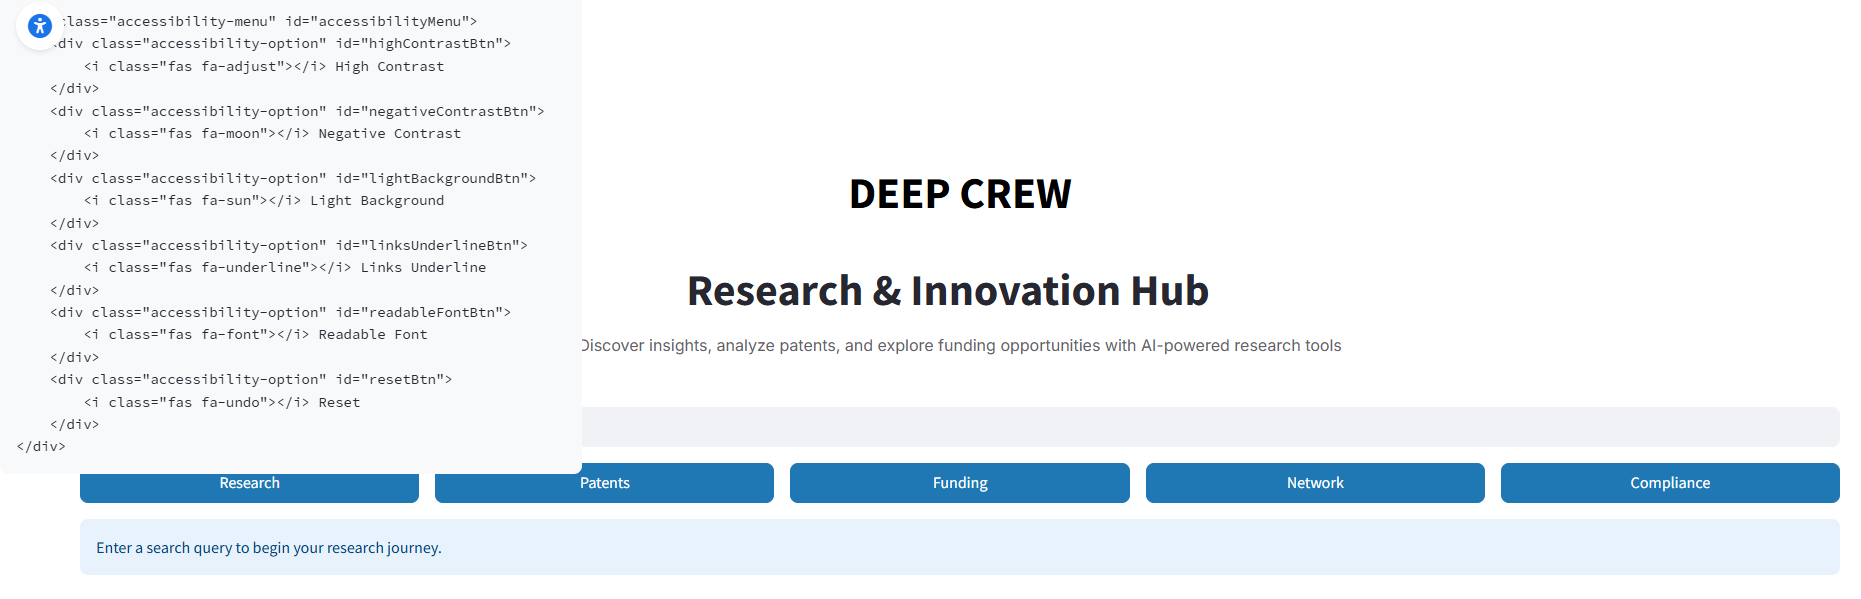 class="accessibility-menu" id="accessibilityMenu">
<div class="accessibility-option" id="highContrastBtn">
<i class="fas fa-adjust"></i> High Contrast
</div>
<div class="accessibility-option" id="negativeContrastBtn">
<i class="fas fa-moon"></i> Negative Contrast
</div>
<div class="accessibility-option" id="lightBackgroundBtn">
<i class="fas fa-sun"></i> Light Background
</div>
<div class="accessibility-option" id="linksUnderlineBtn">
<i class="fas fa-underline"></i> Links Underline
</div>
<div class="accessibility-option" id="readableFontBtn">
<i class="fas fa-font"></i> Readable Font
</div>
<div class="accessibility-option" id="resetBtn">
<i class="fas fa-undo"></i> Reset
</div>
</div>
DEEP CREW
Research & Innovation Hub
Discover insights, analyze patents, and explore funding opportunities with AI-powered research tools
Research
Patents
Funding
Network
Compliance
Enter a search query to begin your research journey.